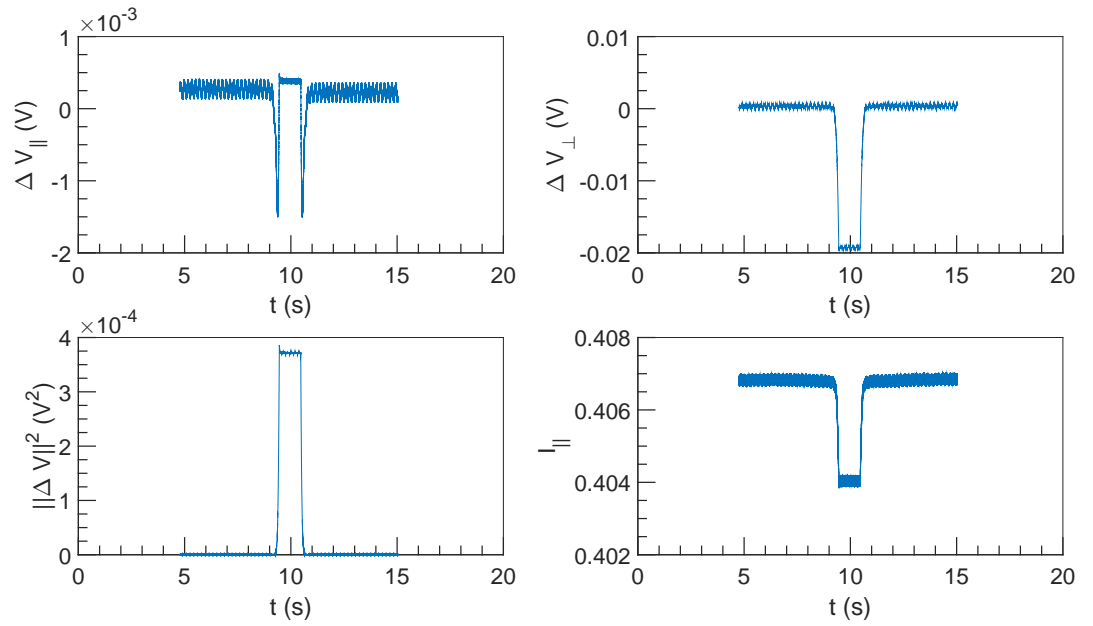 ×10⁻³
1
0
-1
-2
Δ V∥ (V)
0 5 10 15 20
t (s)
0.01
0
-0.01
-0.02
Δ V⊥ (V)
0 5 10 15 20
t (s)
×10⁻⁴
4
3
2
1
0
||Δ V||² (V²)
0 5 10 15 20
t (s)
0.408
0.406
0.404
0.402
I∥
0 5 10 15 20
t (s)